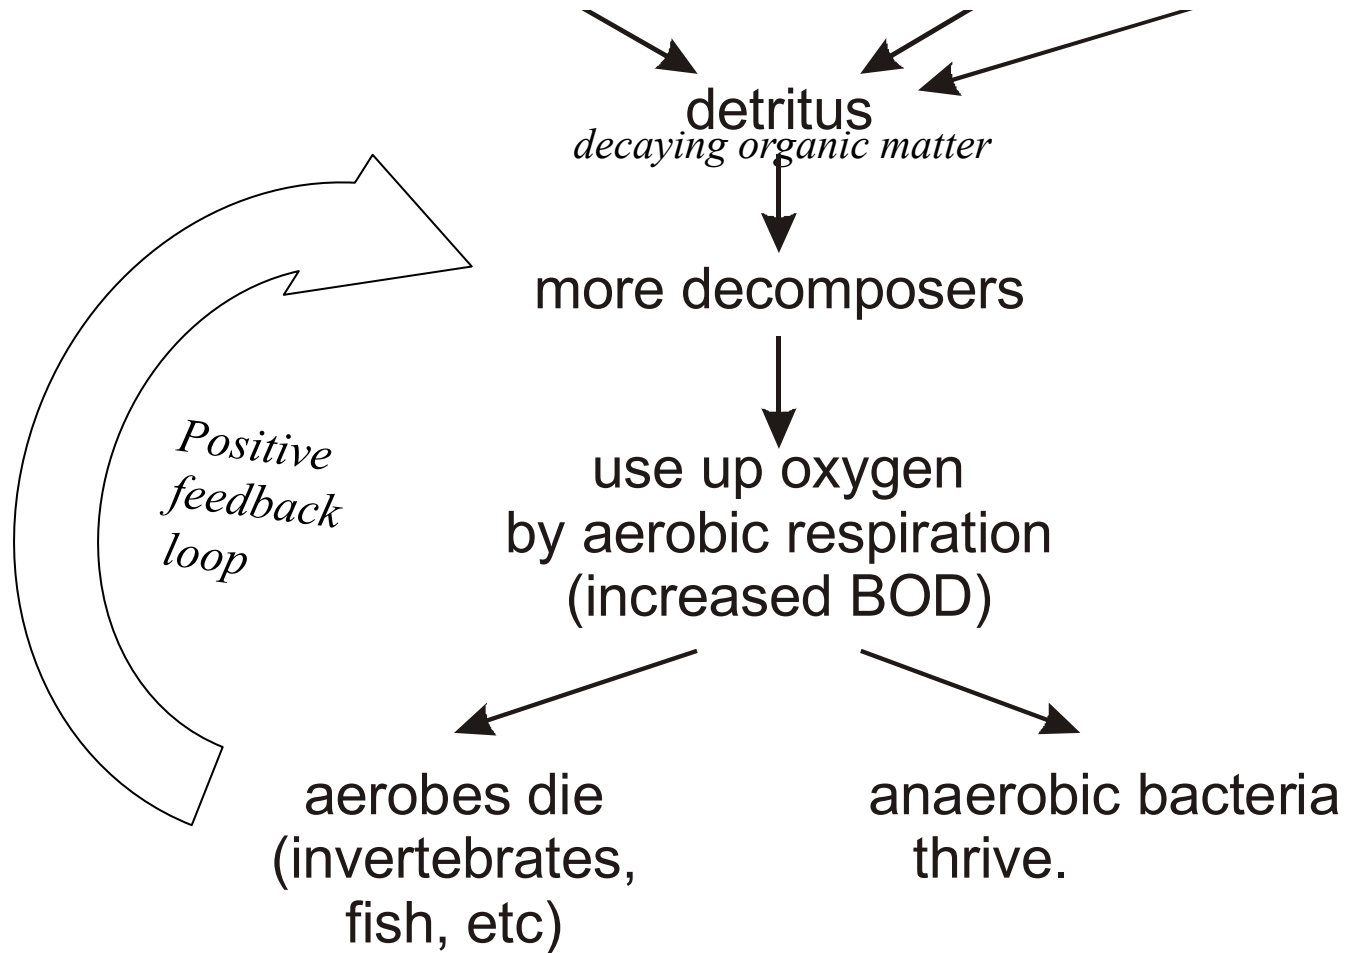 detritus
decaying organic matter
more decomposers
Positive
feedback
loop
use up oxygen
by aerobic respiration
(increased BOD)
aerobes die
(invertebrates,
fish, etc)
anaerobic bacteria
thrive.